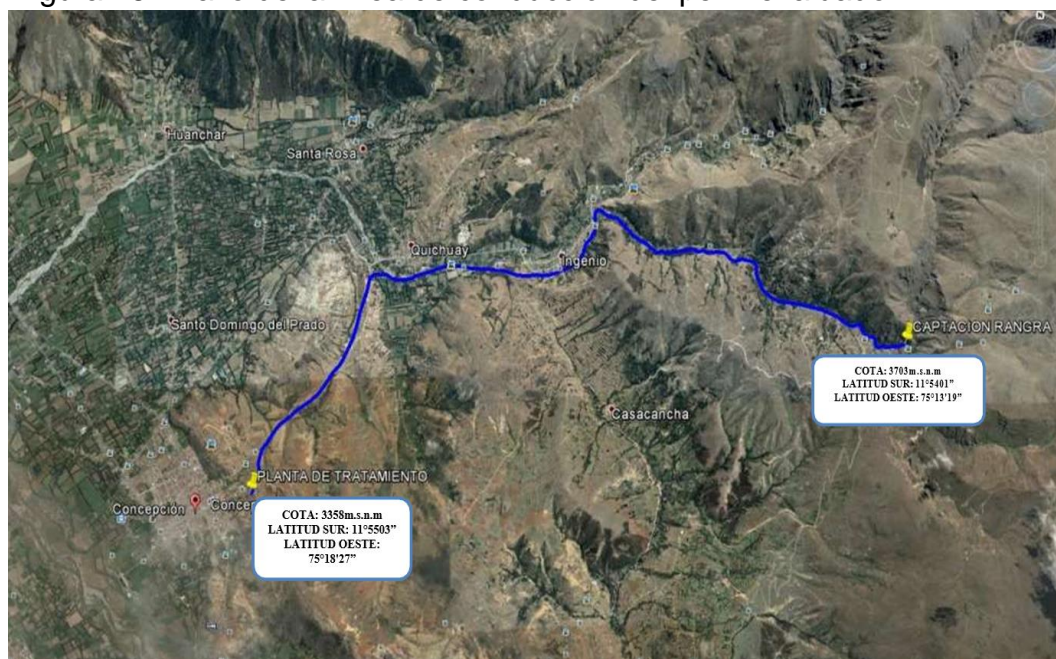 Huanchar
Santa Rosa
Quichuay
Ingenio
Santo Domingo del Prado
CAPTACION RANGRA
COTA: 3703m.s.n.m
LATITUD SUR: 11°5401”
LATITUD OESTE: 75°13'19”
Casacancha
PLANTA DE TRATAMIENTO
Concepción
COTA: 3358m.s.n.m
LATITUD SUR: 11°5503”
LATITUD OESTE:
75°18'27”